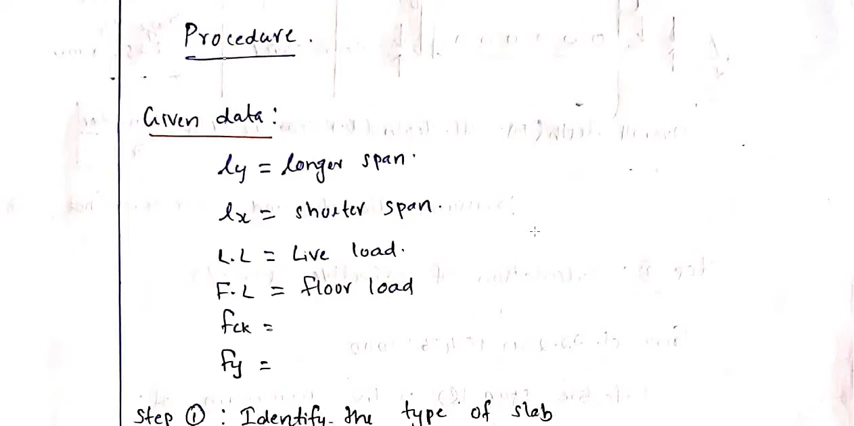 Procedure.
Given data:
ly = longer span.
lx = shorter span.
L.L = Live load.
F.L = floor load
fck =
fy =
Step ① : Identify the type of slab